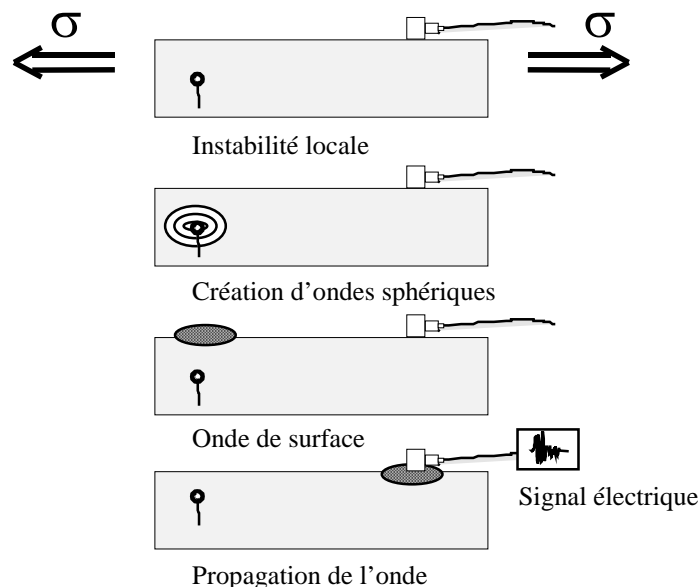 σ σ
Instabilité locale
Création d’ondes sphériques
Onde de surface
Signal électrique
Propagation de l’onde